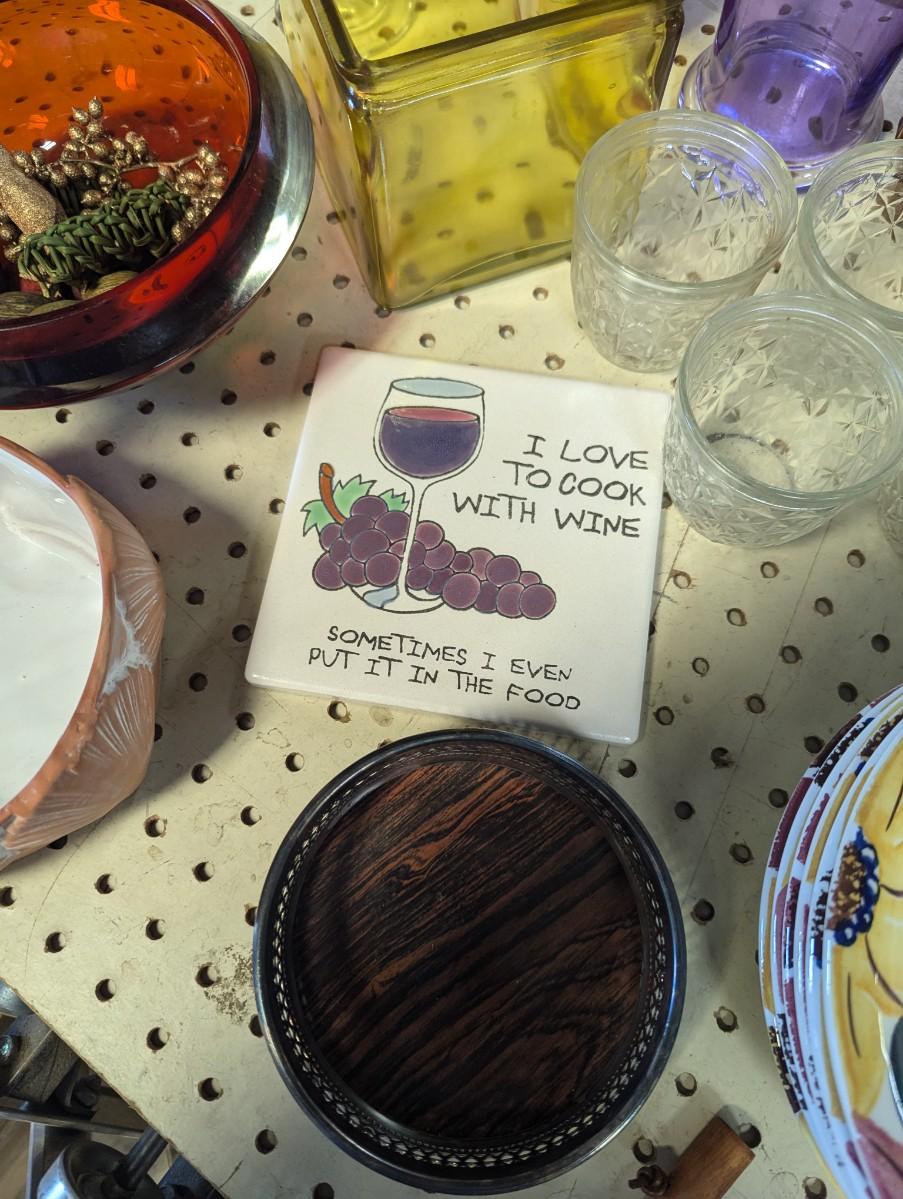 I LOVE
TO COOK
WITH WINE
SOMETIMES I EVEN
PUT IT IN THE FOOD